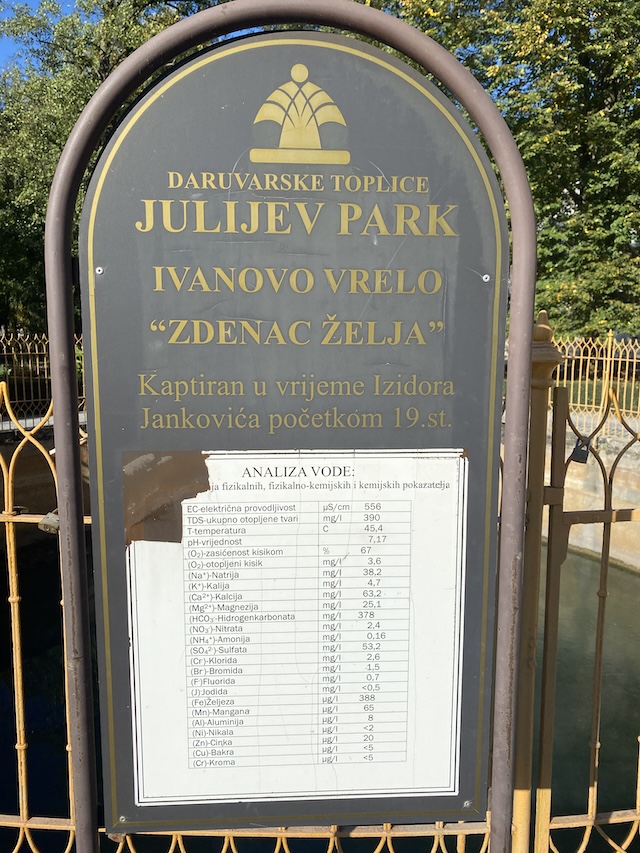 DARUVARSKE TOPLICE
JULIJEV PARK
IVANOVO VRELO
“ZDENAC ŽELJA”
Kaptiran u vrijeme Izidora
Jankovića početkom 19.st.
ANALIZA VODE:
fizikalnih, fizikalno-kemijskih i kemijskih pokazatelja
EC-električna provodljivost µS/cm 556
TDS-ukupno otopljene tvari mg/l 390
T-temperatura C 45,4
pH-vrijednost 7,17
(O₂)-zasićenost kisikom % 67
(O₂)-otopljeni kisik mg/l 3,6
(Na⁺)-Natrija mg/l 38,2
(K⁺)-Kalija mg/l 4,7
(Ca²⁺)-Kalcija mg/l 63,2
(Mg²⁺)-Magnezija mg/l 25,1
(HCO₃⁻)-Hidrogenkarbonata mg/l 378
(NO₃⁻)-Nitrata mg/l 2,4
(NH₄⁺)-Amonija mg/l 0,16
(SO₄²⁻)-Sulfata mg/l 53,2
(Cl⁻)-Klorida mg/l 2,6
(Br⁻)-Bromida mg/l 1,5
(F⁻)Fluorida mg/l 0,7
(J⁻)Jodida mg/l <0,5
(Fe)Željeza µg/l 388
(Mn)-Mangana µg/l 65
(Al)-Aluminija µg/l 8
(Ni)-Nikala µg/l <2
(Zn)-Cinka µg/l 20
(Cu)-Bakra µg/l <5
(Cr)-Kroma µg/l <5